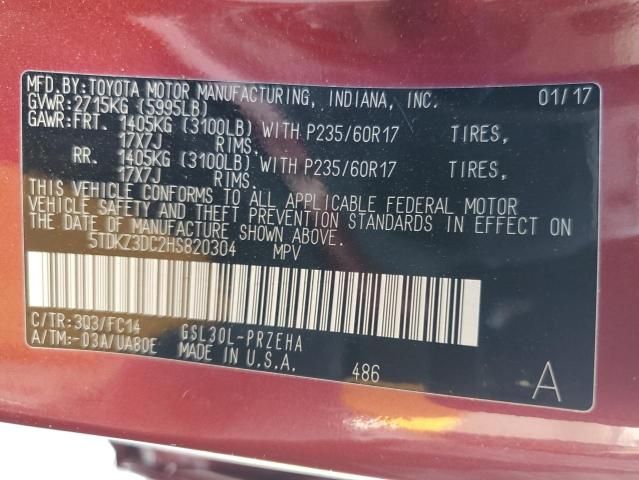 MFD.BY:TOYOTA MOTOR MANUFACTURING, INDIANA, INC. 01/17
GVWR:2715KG (5995LB)
GAWR:FRT. 1405KG (3100LB) WITH P235/60R17 TIRES,
17X7J RIMS.
RR. 1405KG (3100LB) WITH P235/60R17 TIRES,
17X7J RIMS.
THIS VEHICLE CONFORMS TO ALL APPLICABLE FEDERAL MOTOR
VEHICLE SAFETY AND THEFT PREVENTION STANDARDS IN EFFECT ON
THE DATE OF MANUFACTURE SHOWN ABOVE.
5TDKZ3DC2HS820304 MPV
C/TR:3Q3/FC14 GSL30L-PRZEHA
A/TM:-03A/UA80E MADE IN U.S.A.
486 A